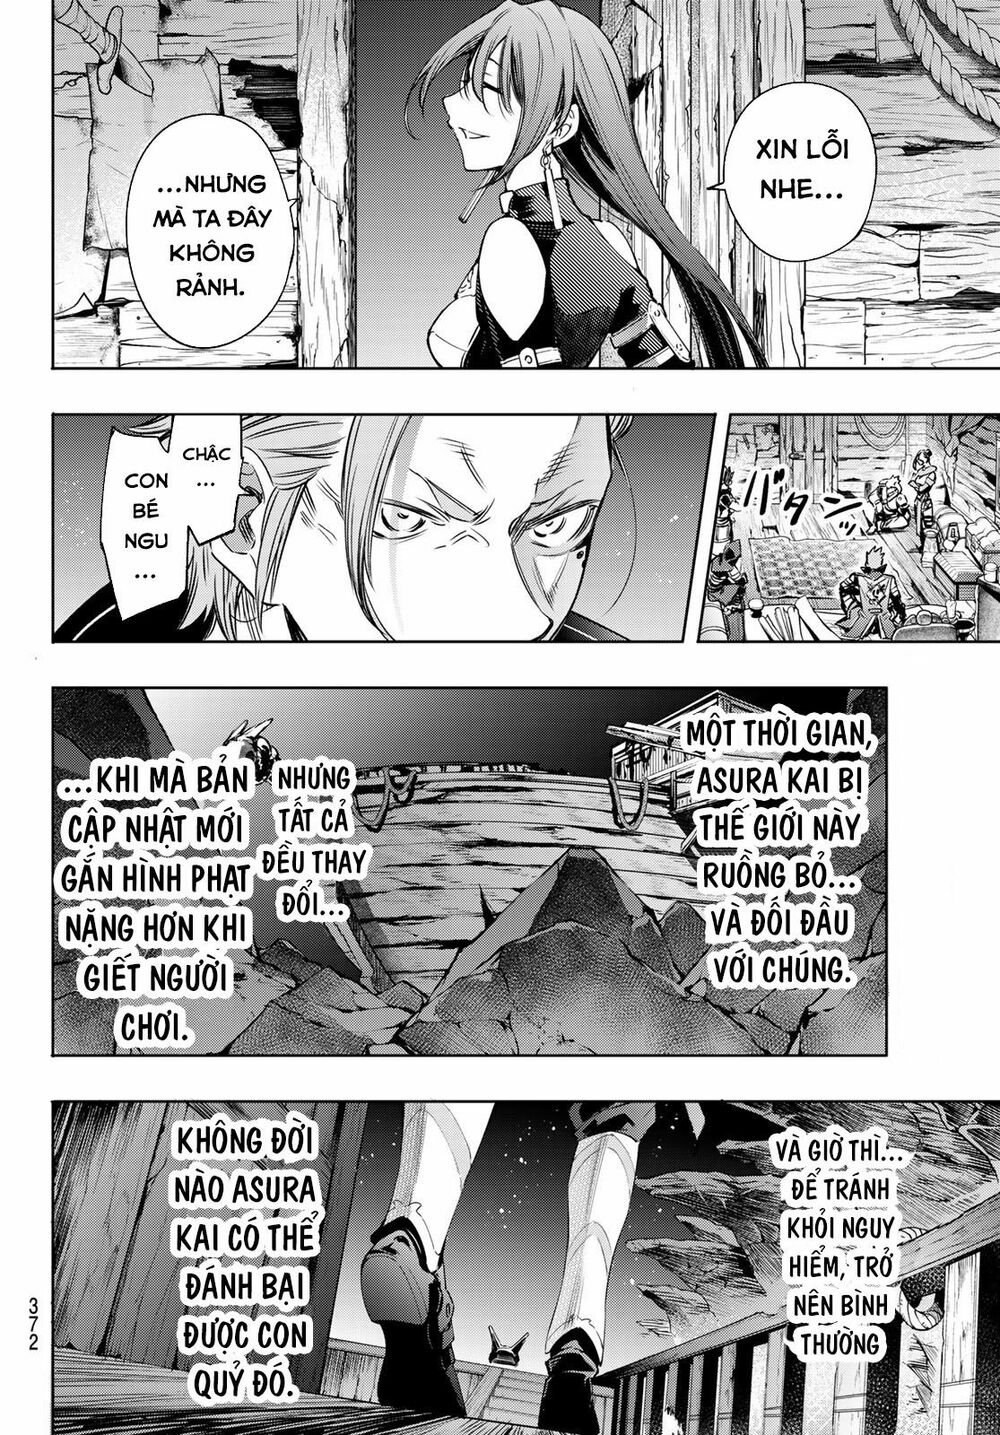 XIN LỖI
NHE...
...NHƯNG
MÀ TA ĐÂY
KHÔNG
RẢNH.
バタンッ
CHẬC
...
CON
BÉ
NGU
...
MỘT THỜI GIAN,
ASURA KAI BỊ
THẾ GIỚI NÀY
RUỒNG BỎ...
VÀ ĐỐI ĐẦU
VỚI CHÚNG.
NHƯNG
TẤT CẢ
ĐỀU THAY
ĐỔI...
...KHI MÀ BẢN
CẬP NHẬT MỚI
GẮN HÌNH PHẠT
NẶNG HƠN KHI
GIẾT NGƯỜI
CHƠI.
VÀ GIỜ THÌ...
ĐỂ TRÁNH
KHỎI NGUY
HIỂM, TRỞ
NÊN BÌNH
THƯỜNG
KHÔNG ĐỜI
NÀO ASURA
KAI CÓ THỂ
ĐÁNH BẠI
ĐƯỢC CON
QUỶ ĐÓ.
372